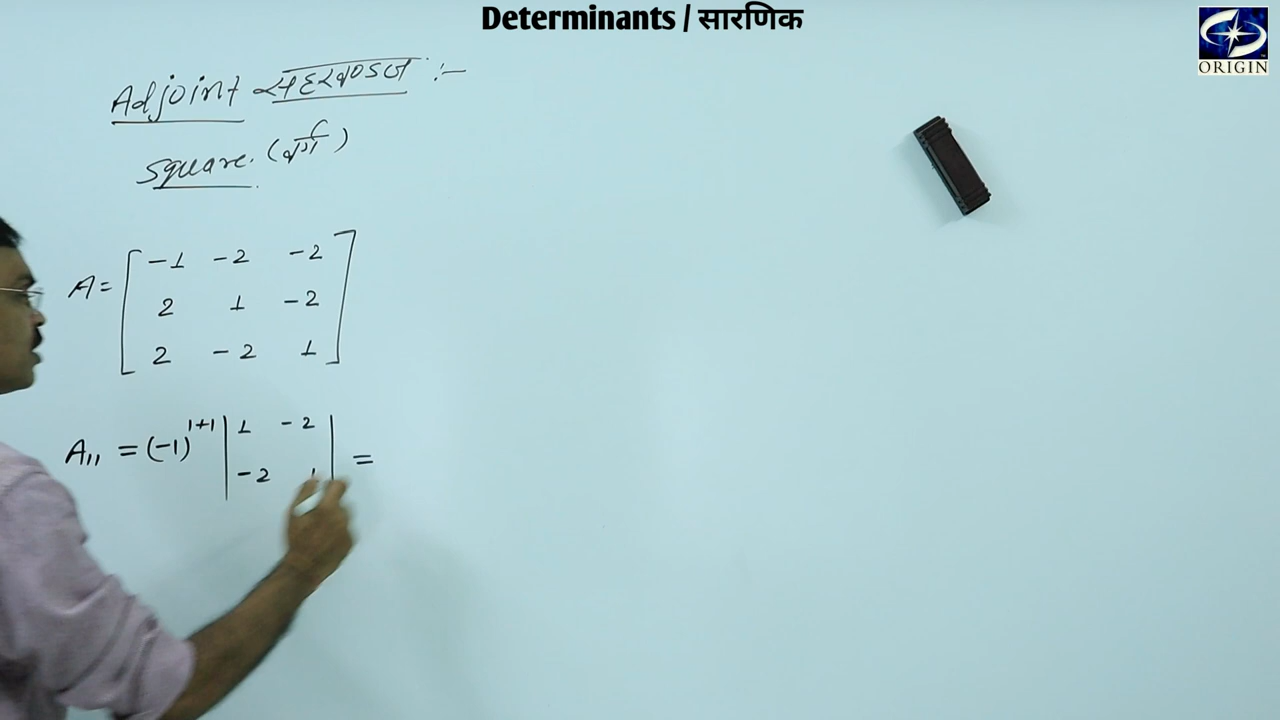 Determinants / सारणिक
ORIGIN
Adjoint सहखण्डज :-
Square. (वर्ग)
A = [ -1 -2 -2
2 1 -2
2 -2 1 ]
A₁₁ = (-1)¹⁺¹ | 1 -2
-2 1 | =